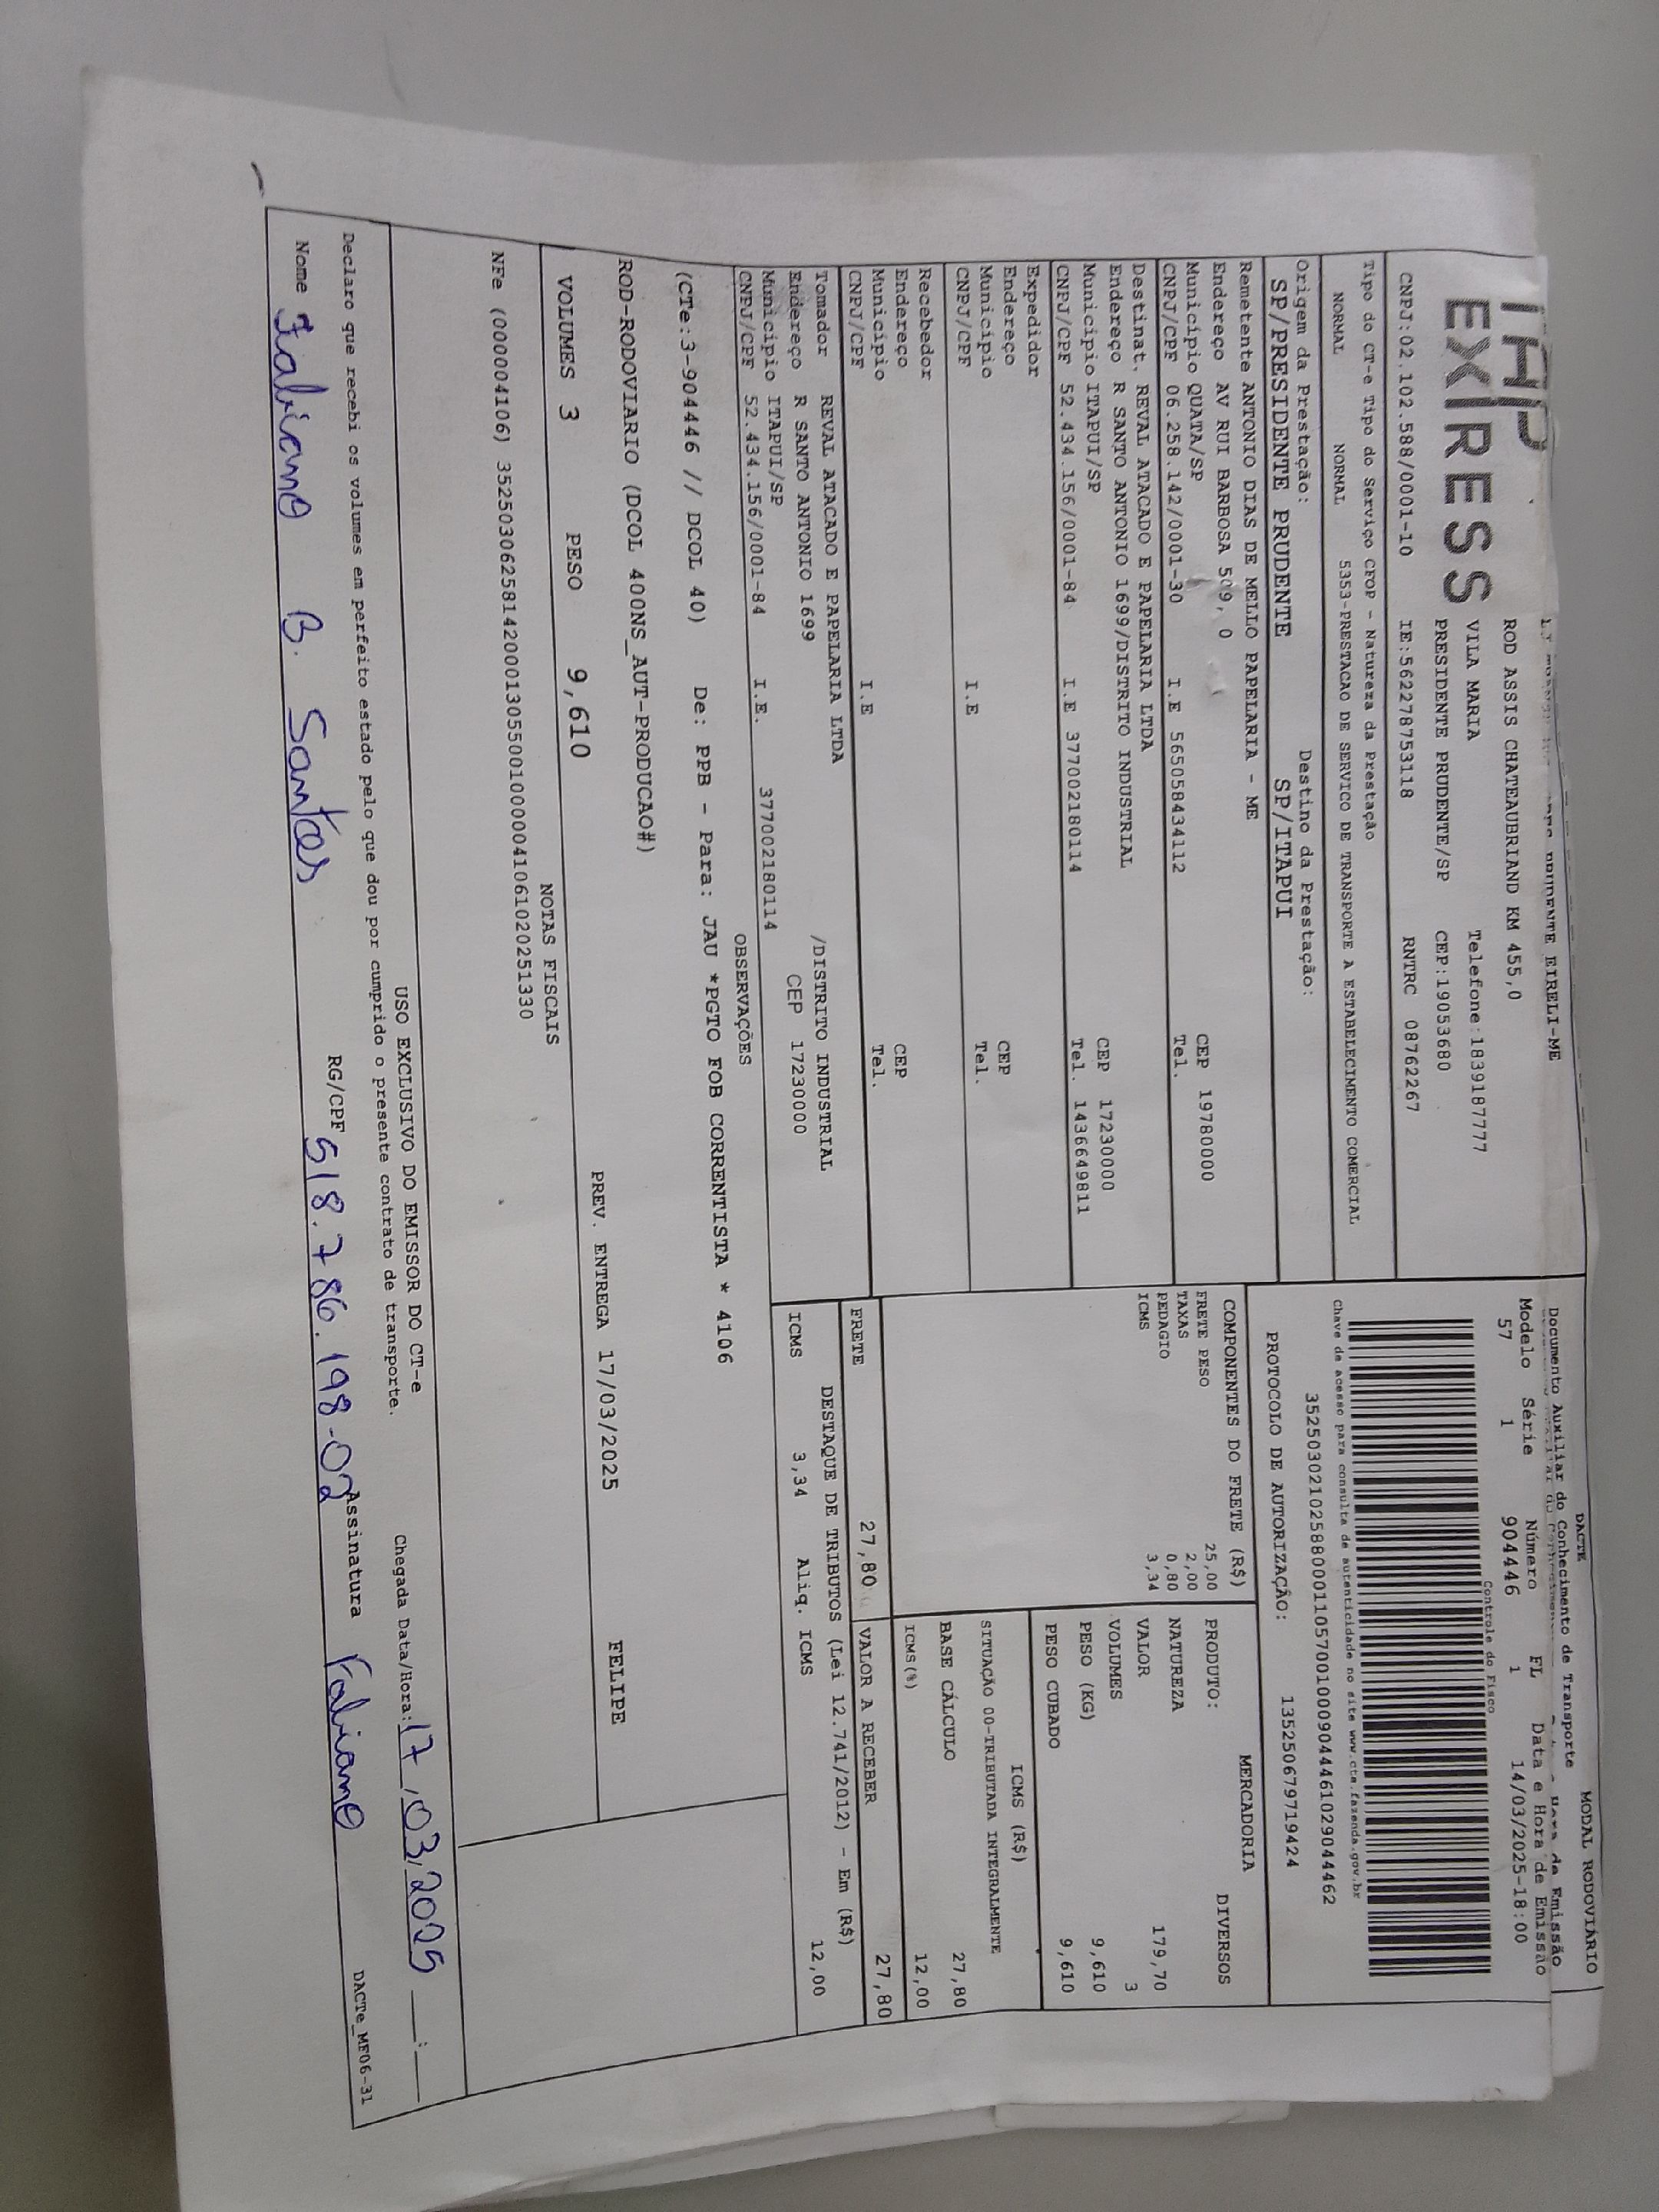 EXPRESS
PRUDENTE EIRELI-ME
ROD ASSIS CHATEAUBRIAND KM 455,0
VILA MARIA Telefone:1839187777
PRESIDENTE PRUDENTE/SP CEP:19053680
CNPJ:02.102.588/0001-10 IE:562278753118 RNTRC 08762267
MODAL RODOVIÁRIO
DACTE
Documento Auxiliar do Conhecimento de Transporte
Modelo Série Número FL Data e Hora de Emissão
57 1 904446 1 14/03/2025-18:00
Controle do Fisco
Chave de acesso para consulta de autenticidade no site www.cte.fazenda.gov.br
35250302102588000110570010009044461029044462
PROTOCOLO DE AUTORIZAÇÃO: 135250679719424
Tipo do CT-e Tipo do Serviço CFOP - Natureza da Prestação
NORMAL NORMAL 5353-PRESTACAO DE SERVICO DE TRANSPORTE A ESTABELECIMENTO COMERCIAL
Origem da Prestação: Destino da Prestação:
SP/PRESIDENTE PRUDENTE SP/ITAPUI
Remetente ANTONIO DIAS DE MELLO PAPELARIA - ME
Endereço AV RUI BARBOSA 509, 0 CEP 19780000
Município QUATA/SP Tel.
CNPJ/CPF 06.258.142/0001-30 I.E 565058434112
Destinat. REVAL ATACADO E PAPELARIA LTDA
Endereço R SANTO ANTONIO 1699/DISTRITO INDUSTRIAL CEP 17230000
Município ITAPUI/SP Tel. 1436649811
CNPJ/CPF 52.434.156/0001-84 I.E 377002180114
Expedidor
Endereço CEP
Município Tel.
CNPJ/CPF I.E
Recebedor
Endereço CEP
Município Tel.
CNPJ/CPF I.E
Tomador REVAL ATACADO E PAPELARIA LTDA
Endereço R SANTO ANTONIO 1699 /DISTRITO INDUSTRIAL
Município ITAPUI/SP CEP 17230000
CNPJ/CPF 52.434.156/0001-84 I.E. 377002180114
COMPONENTES DO FRETE (R$)
FRETE PESO 25,00
TAXAS 2,00
PEDAGIO 0,80
ICMS 3,34
MERCADORIA
PRODUTO: DIVERSOS
NATUREZA
VALOR 179,70
VOLUMES 3
PESO (KG) 9,610
PESO CUBADO 9,610
ICMS (R$)
SITUAÇÃO 00-TRIBUTADA INTEGRALMENTE
BASE CÁLCULO 27,80
ICMS(%) 12,00
FRETE 27,80 VALOR A RECEBER 27,80
DESTAQUE DE TRIBUTOS (Lei 12.741/2012) - Em (R$)
ICMS 3,34 Aliq. ICMS 12,00
OBSERVAÇÕES
(CTe:3-904446 // DCOL 40) De: PPB - Para: JAU *PGTO FOB CORRENTISTA * 4106
ROD-RODOVIARIO (DCOL 400NS_AUT-PRODUCAO#)
VOLUMES 3 PESO 9,610 PREV. ENTREGA 17/03/2025 FELIPE
NOTAS FISCAIS
NFe (000004106) 35250306258142000130550010000041061020251330
USO EXCLUSIVO DO EMISSOR DO CT-e
Declaro que recebi os volumes em perfeito estado pelo que dou por cumprido o presente contrato de transporte.
Chegada Data/Hora: 17/03/2025 __:__
Nome Fabiano B. Santos RG/CPF 518.786.198-02 Assinatura Fabiano
DACTe_MF06-31